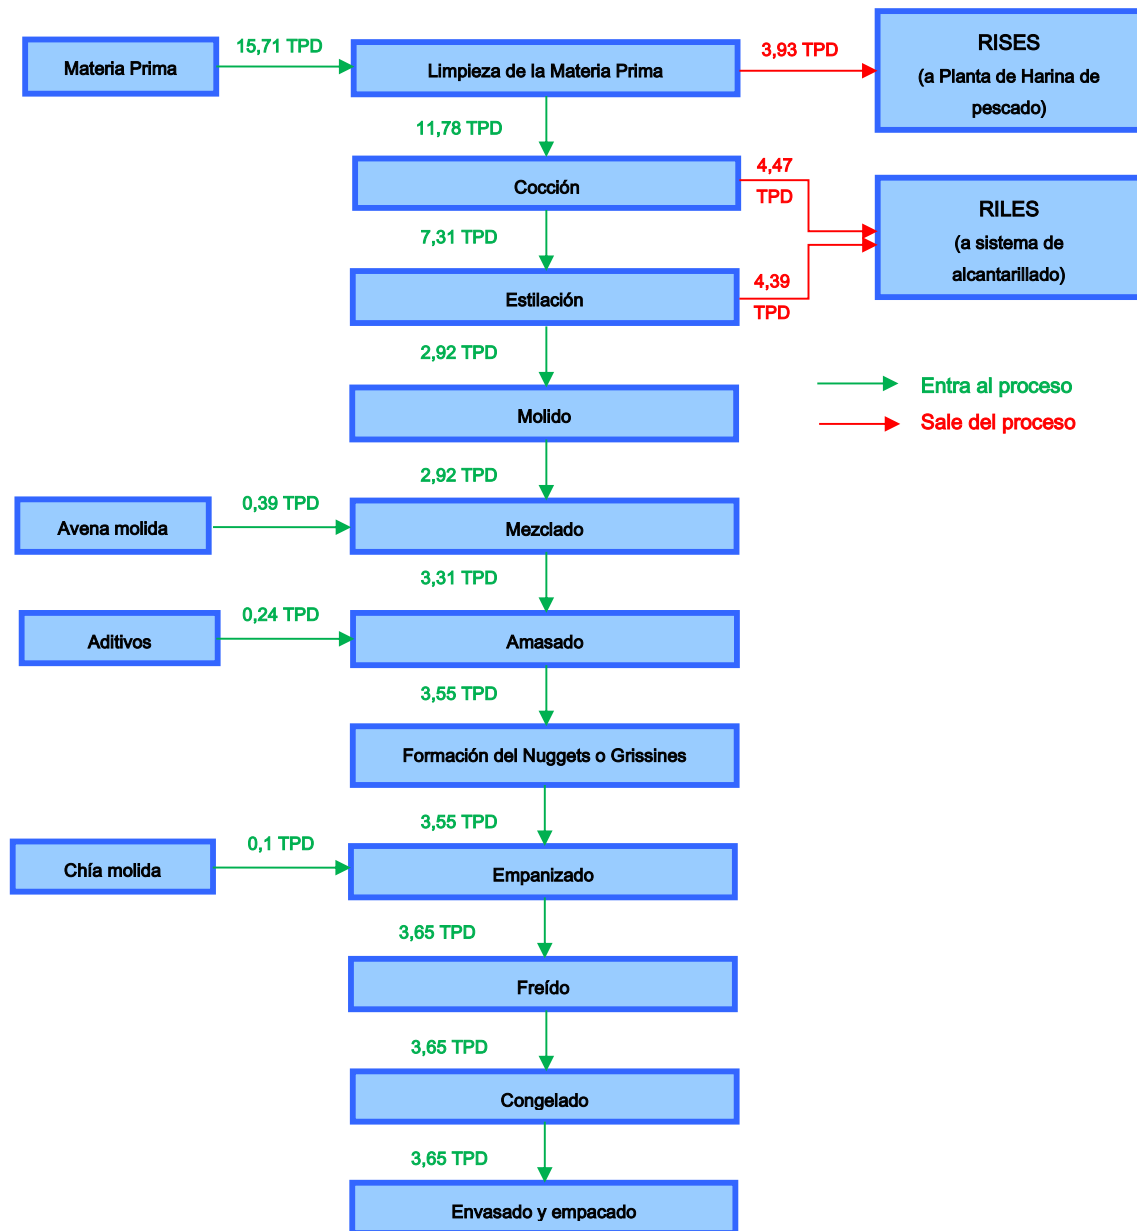 15,71 TPD
Materia Prima
Limpieza de la Materia Prima
3,93 TPD
RISES
(a Planta de Harina de
pescado)
11,78 TPD
Cocción
4,47
TPD
RILES
(a sistema de
alcantarillado)
7,31 TPD
Estilación
4,39
TPD
2,92 TPD
Entra al proceso
Sale del proceso
Molido
2,92 TPD
Avena molida
0,39 TPD
Mezclado
3,31 TPD
Aditivos
0,24 TPD
Amasado
3,55 TPD
Formación del Nuggets o Grissines
3,55 TPD
Chía molida
0,1 TPD
Empanizado
3,65 TPD
Freído
3,65 TPD
Congelado
3,65 TPD
Envasado y empacado